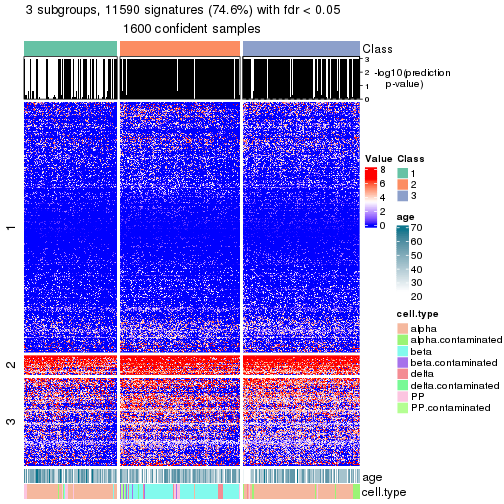 3 subgroups, 11590 signatures (74.6%) with fdr < 0.05
1600 confident samples
Class
3
2
1
0
-log10(prediction
p-value)
1
2
3
Value
8
6
4
2
0
Class
1
2
3
age
70
60
50
40
30
20
cell.type
alpha
alpha.contaminated
beta
beta.contaminated
delta
delta.contaminated
PP
PP.contaminated
age
cell.type